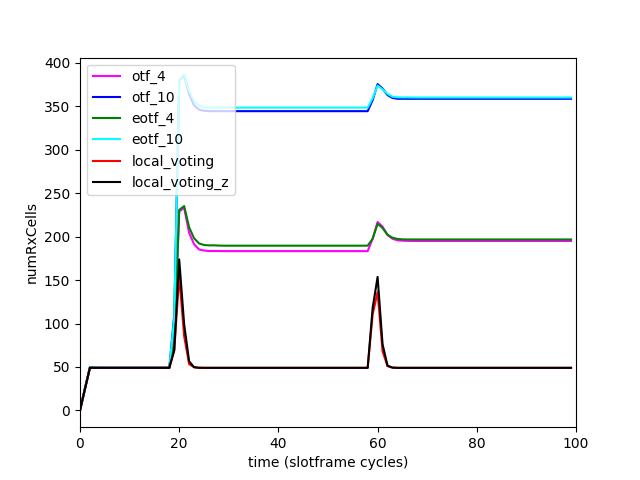 400
350
300
250
200
150
100
50
0
numRxCells
otf_4
otf_10
eotf_4
eotf_10
local_voting
local_voting_z
0 20 40 60 80 100
time (slotframe cycles)